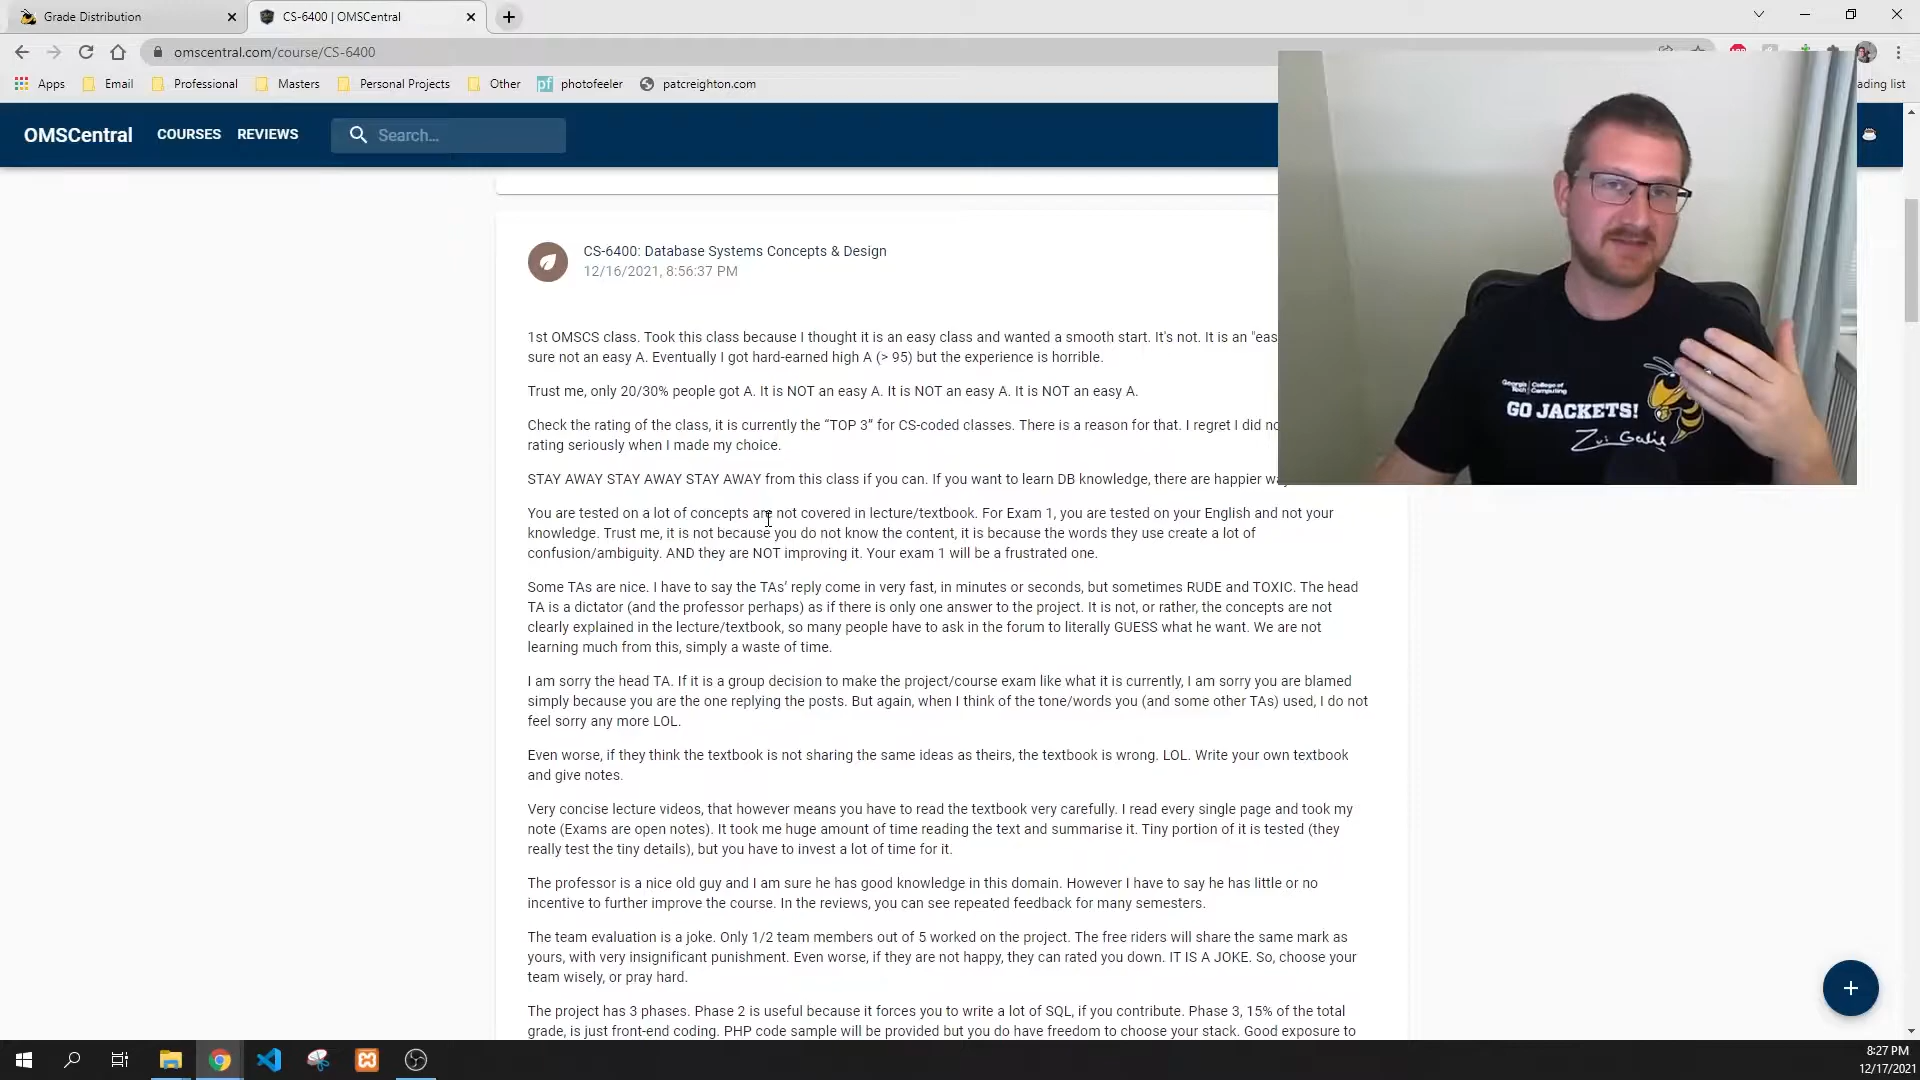 Grade Distribution
CS-6400 | OMSCentral
omscentral.com/course/CS-6400
Apps Email Professional Masters Personal Projects Other pf photofeeler patcreighton.com
ading list
OMSCentral COURSES REVIEWS Search...
CS-6400: Database Systems Concepts & Design
12/16/2021, 8:56:37 PM
1st OMSCS class. Took this class because I thought it is an easy class and wanted a smooth start. It's not. It is an "eas
sure not an easy A. Eventually I got hard-earned high A (> 95) but the experience is horrible.
Trust me, only 20/30% people got A. It is NOT an easy A. It is NOT an easy A. It is NOT an easy A.
Check the rating of the class, it is currently the “TOP 3” for CS-coded classes. There is a reason for that. I regret I did no
rating seriously when I made my choice.
STAY AWAY STAY AWAY STAY AWAY from this class if you can. If you want to learn DB knowledge, there are happier wa
You are tested on a lot of concepts are not covered in lecture/textbook. For Exam 1, you are tested on your English and not your
knowledge. Trust me, it is not because you do not know the content, it is because the words they use create a lot of
confusion/ambiguity. AND they are NOT improving it. Your exam 1 will be a frustrated one.
Some TAs are nice. I have to say the TAs’ reply come in very fast, in minutes or seconds, but sometimes RUDE and TOXIC. The head
TA is a dictator (and the professor perhaps) as if there is only one answer to the project. It is not, or rather, the concepts are not
clearly explained in the lecture/textbook, so many people have to ask in the forum to literally GUESS what he want. We are not
learning much from this, simply a waste of time.
I am sorry the head TA. If it is a group decision to make the project/course exam like what it is currently, I am sorry you are blamed
simply because you are the one replying the posts. But again, when I think of the tone/words you (and some other TAs) used, I do not
feel sorry any more LOL.
Even worse, if they think the textbook is not sharing the same ideas as theirs, the textbook is wrong. LOL. Write your own textbook
and give notes.
Very concise lecture videos, that however means you have to read the textbook very carefully. I read every single page and took my
note (Exams are open notes). It took me huge amount of time reading the text and summarise it. Tiny portion of it is tested (they
really test the tiny details), but you have to invest a lot of time for it.
The professor is a nice old guy and I am sure he has good knowledge in this domain. However I have to say he has little or no
incentive to further improve the course. In the reviews, you can see repeated feedback for many semesters.
The team evaluation is a joke. Only 1/2 team members out of 5 worked on the project. The free riders will share the same mark as
yours, with very insignificant punishment. Even worse, if they are not happy, they can rated you down. IT IS A JOKE. So, choose your
team wisely, or pray hard.
The project has 3 phases. Phase 2 is useful because it forces you to write a lot of SQL, if you contribute. Phase 3, 15% of the total
grade, is just front-end coding. PHP code sample will be provided but you do have freedom to choose your stack. Good exposure to
Georgia College of
Tech Computing
GO JACKETS!
Zvi Galil
8:27 PM
12/17/2021